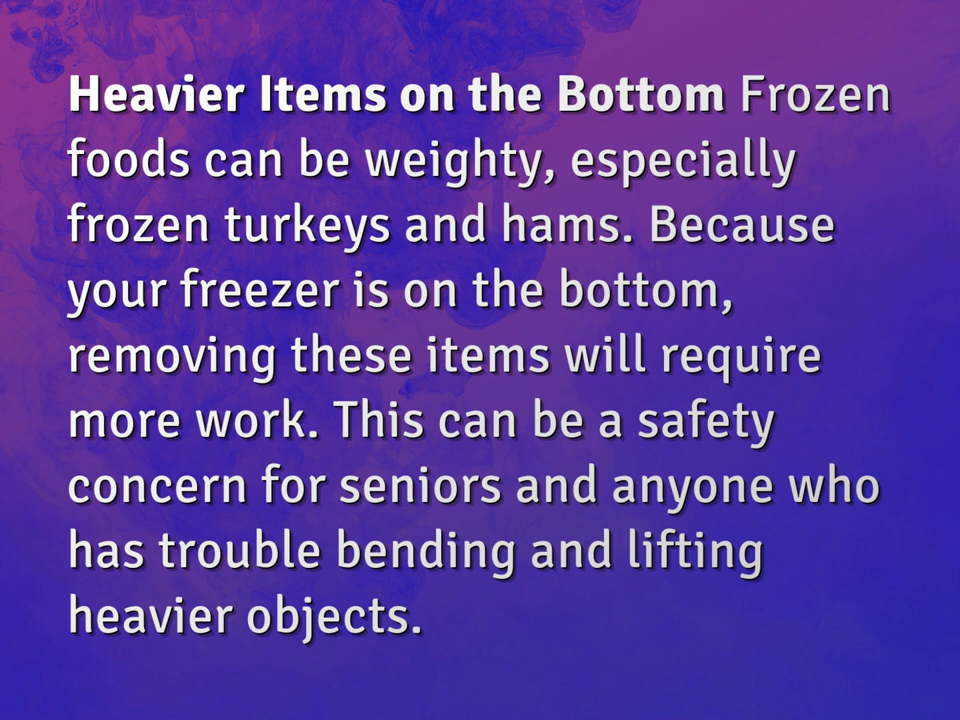 Heavier Items on the Bottom Frozen
foods can be weighty, especially
frozen turkeys and hams. Because
your freezer is on the bottom,
removing these items will require
more work. This can be a safety
concern for seniors and anyone who
has trouble bending and lifting
heavier objects.